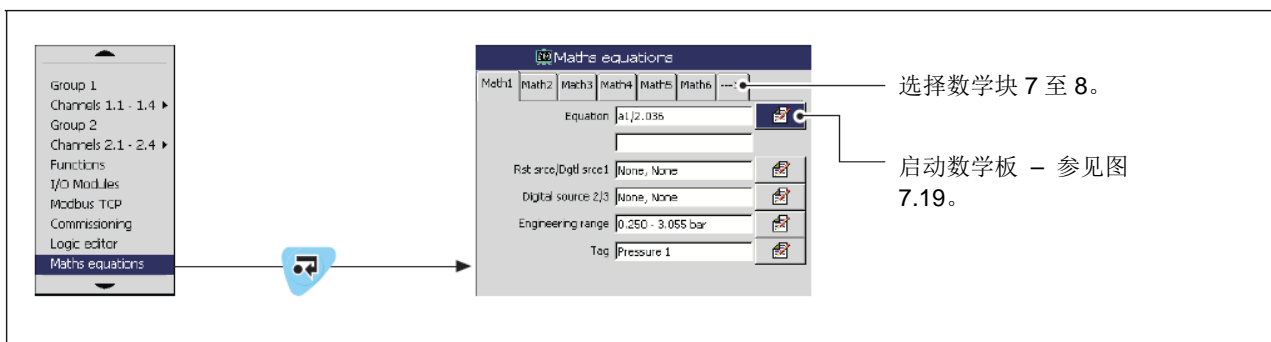 Group 1
Channels 1.1 - 1.4
Group 2
Channels 2.1 - 2.4
Functions
I/O Modules
Modbus TCP
Commissioning
Logic editor
Maths equations
Maths equations
Math1 Math2 Math3 Math4 Math5 Math6
Equation a1/2.036
Rst srce/Dgtl srce1 None, None
Digital source 2/3 None, None
Engineering range 0.250 - 3.055 bar
Tag Pressure 1
选择数学块 7 至 8。
启动数学板 – 参见图
7.19。